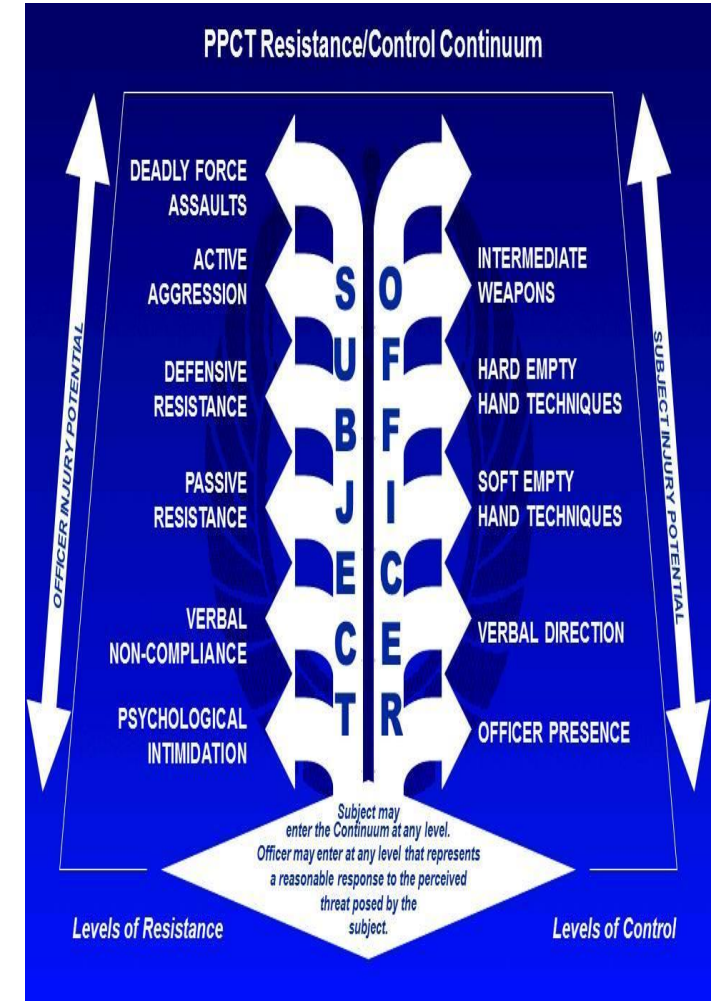 PPCT Resistance/Control Continuum
DEADLY FORCE
ASSAULTS
ACTIVE
AGGRESSION
INTERMEDIATE
WEAPONS
DEFENSIVE
RESISTANCE
HARD EMPTY
HAND TECHNIQUES
PASSIVE
RESISTANCE
SOFT EMPTY
HAND TECHNIQUES
VERBAL
NON-COMPLIANCE
VERBAL DIRECTION
PSYCHOLOGICAL
INTIMIDATION
OFFICER PRESENCE
SUBJECT
OFFICER
OFFICER INJURY POTENTIAL
SUBJECT INJURY POTENTIAL
Subject may
enter the Continuum at any level.
Officer may enter at any level that represents
a reasonable response to the perceived
threat posed by the
subject.
Levels of Resistance
Levels of Control